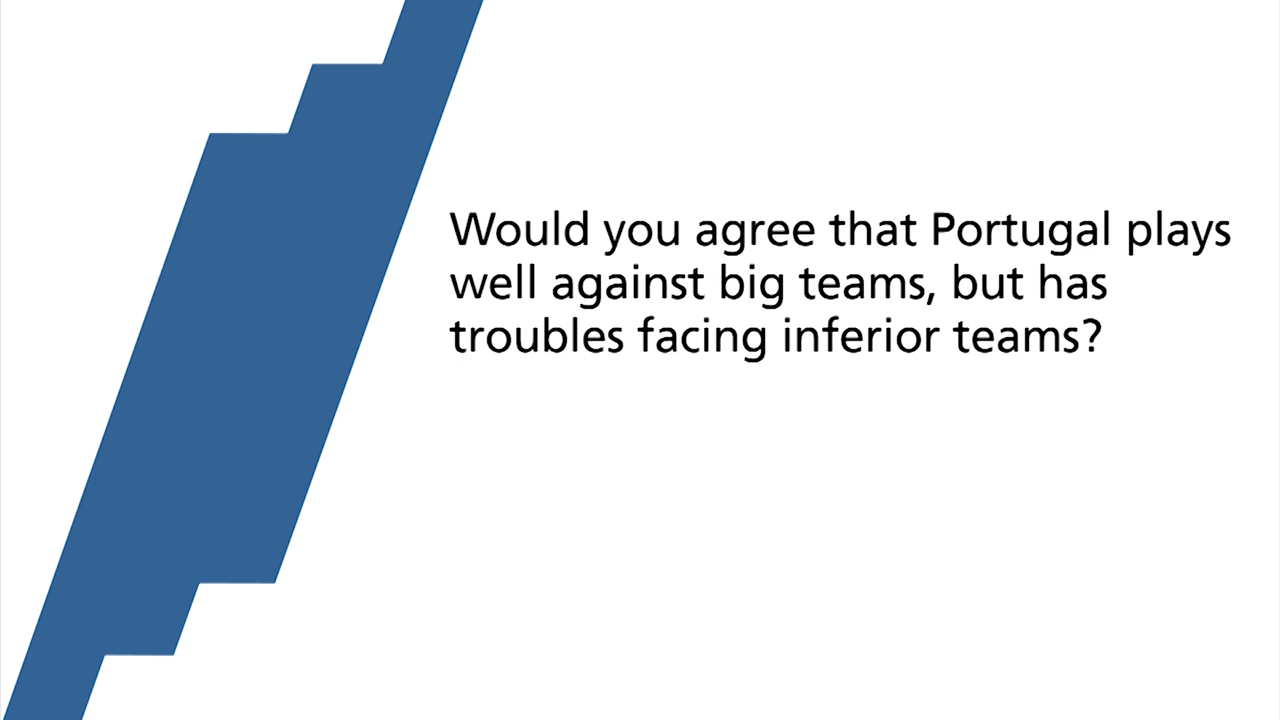 Would you agree that Portugal plays
well against big teams, but has
troubles facing inferior teams?